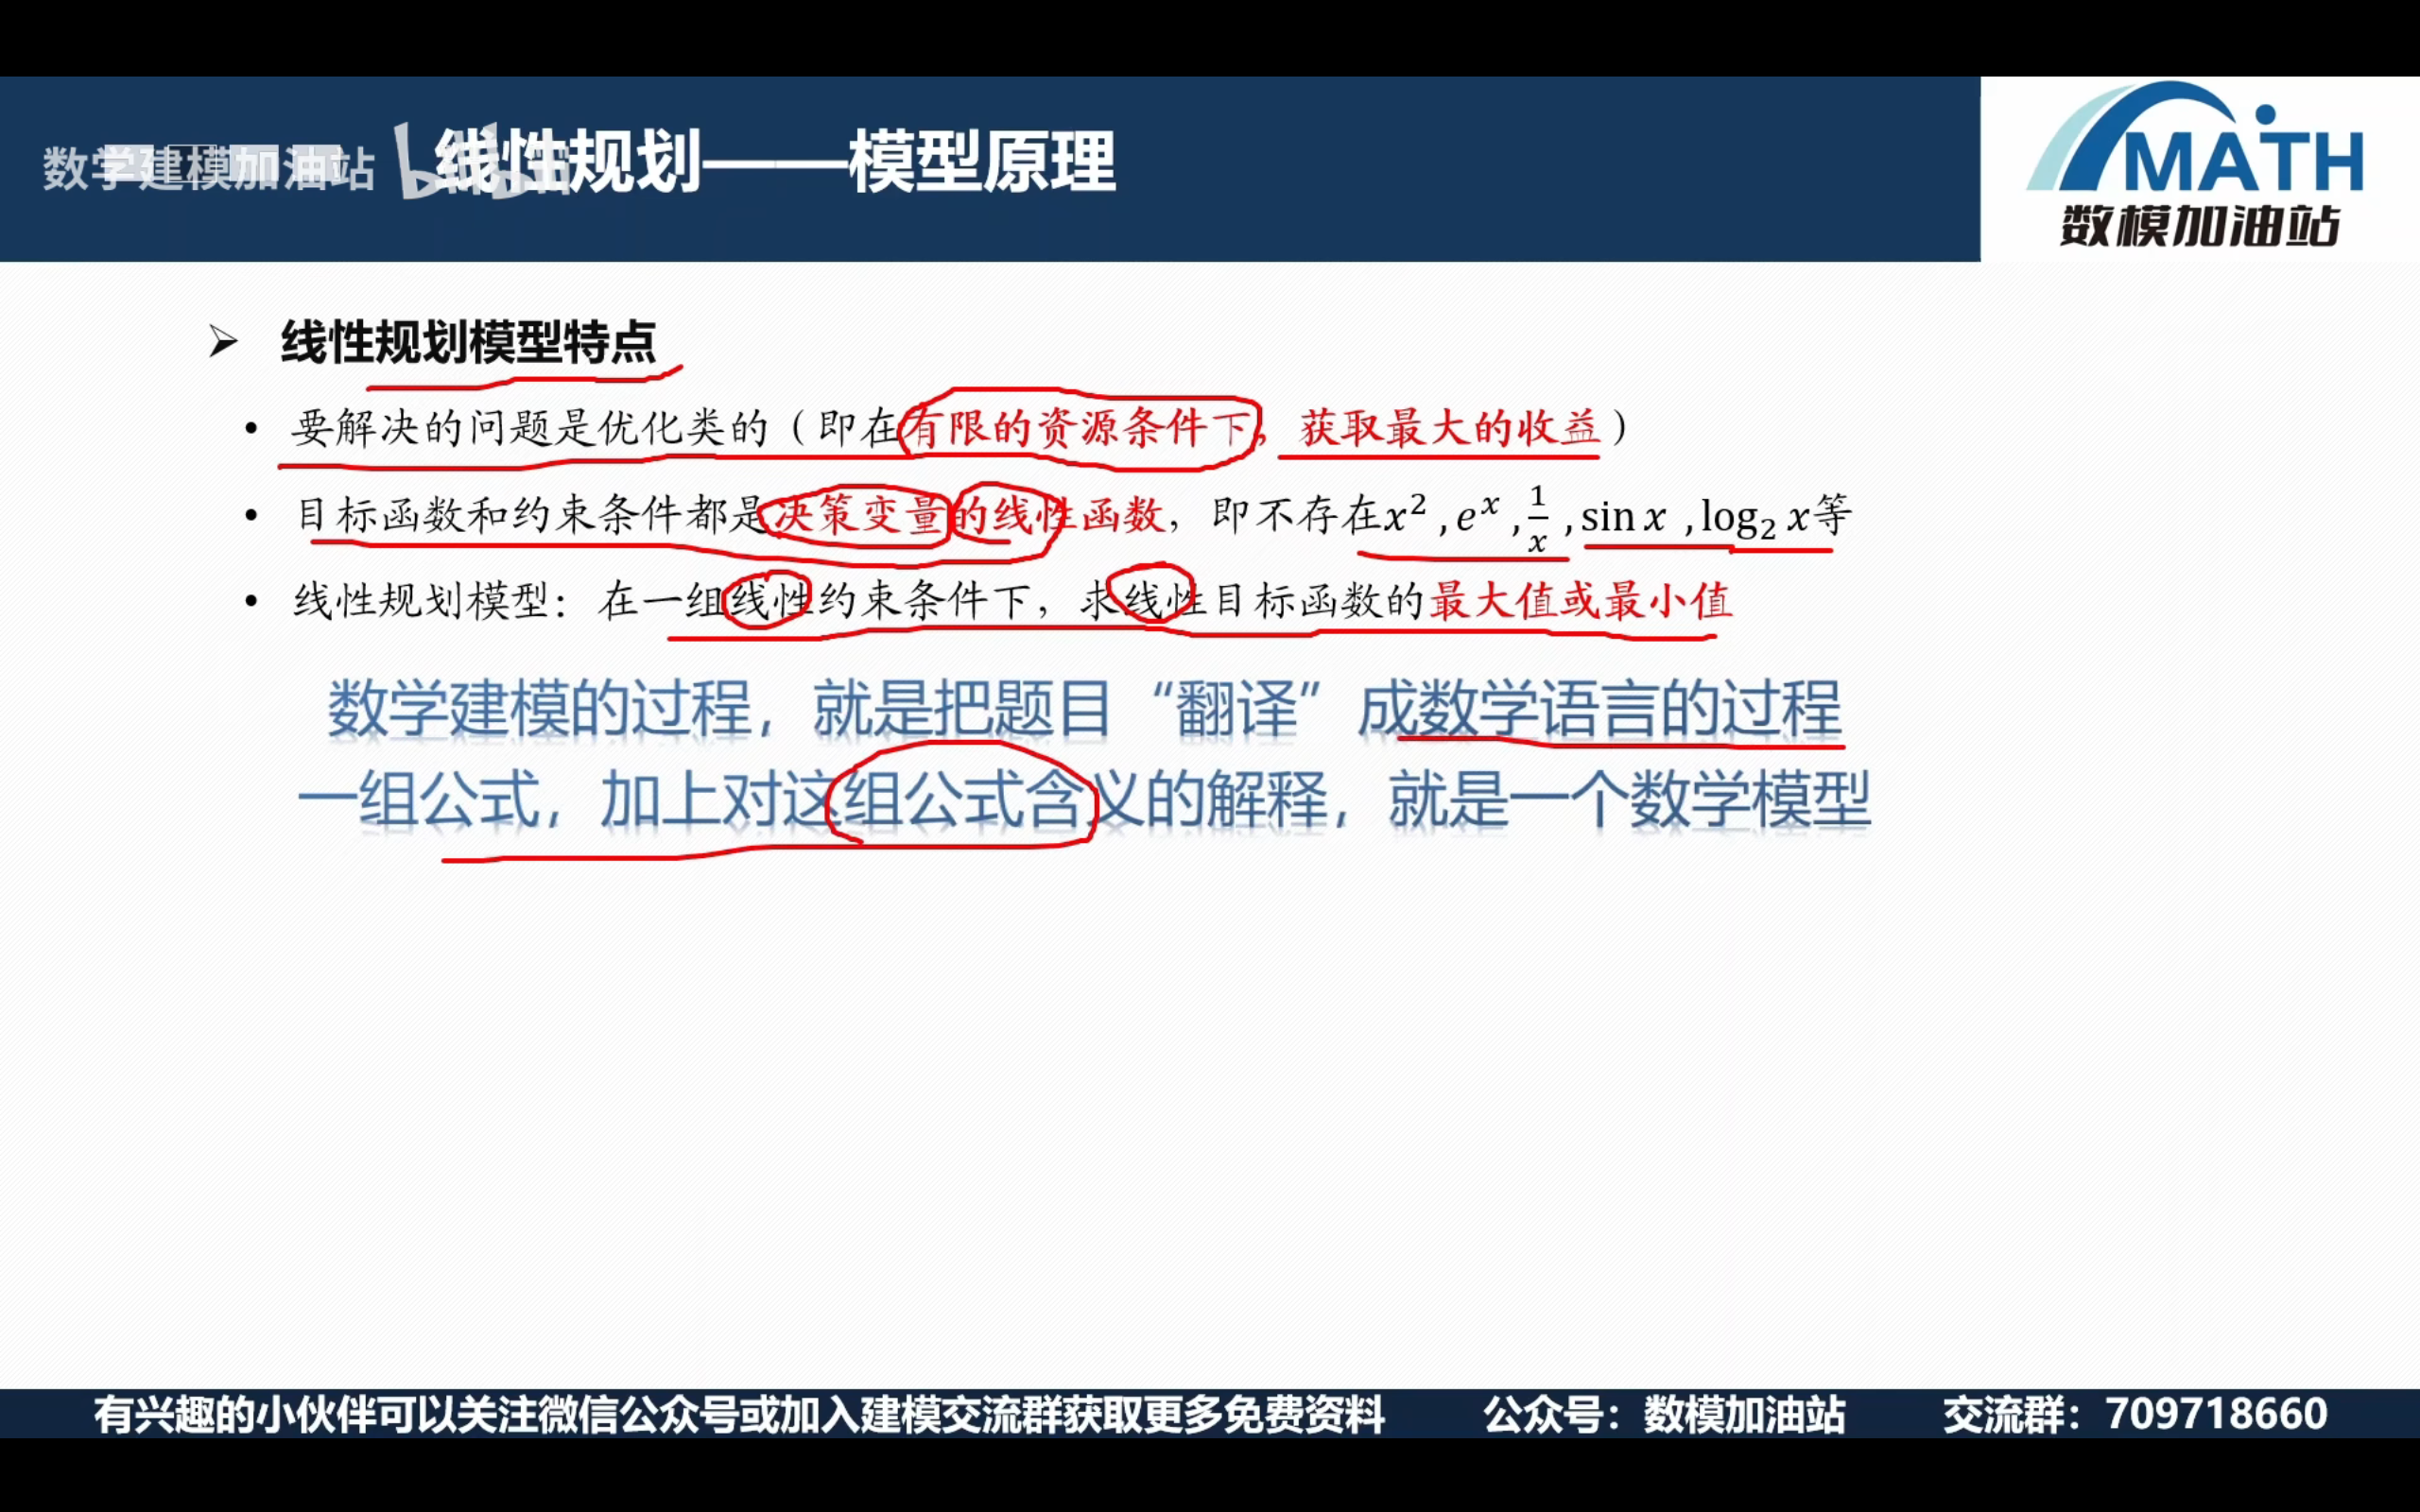 数学建模加油站 bilibili
线性规划——模型原理
MATH
数模加油站
➢ 线性规划模型特点
• 要解决的问题是优化类的（即在有限的资源条件下，获取最大的收益）
• 目标函数和约束条件都是决策变量的线性函数，即不存在x²,eˣ,1/x,sin x,log₂ x等
• 线性规划模型：在一组线性约束条件下，求线性目标函数的最大值或最小值
数学建模的过程，就是把题目“翻译”成数学语言的过程
一组公式，加上对这组公式含义的解释，就是一个数学模型
有兴趣的小伙伴可以关注微信公众号或加入建模交流群获取更多免费资料 公众号：数模加油站 交流群：709718660